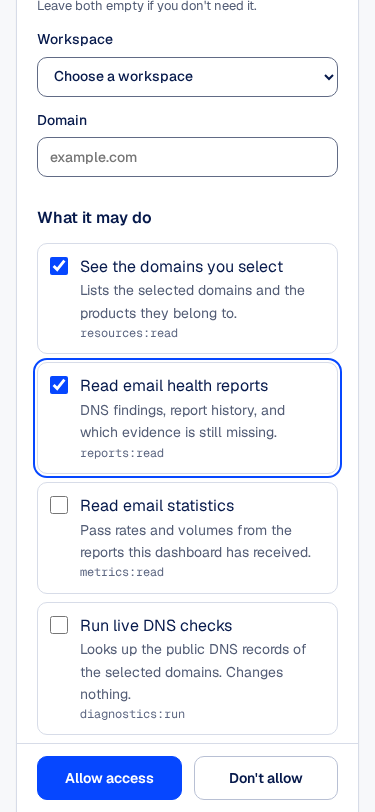 Leave both empty if you don't need it.
Workspace
Choose a workspace
Domain
example.com
What it may do
See the domains you select
Lists the selected domains and the
products they belong to.
resources:read
Read email health reports
DNS findings, report history, and
which evidence is still missing.
reports:read
Read email statistics
Pass rates and volumes from the
reports this dashboard has received.
metrics:read
Run live DNS checks
Looks up the public DNS records of
the selected domains. Changes
nothing.
diagnostics:run
Allow access
Don't allow